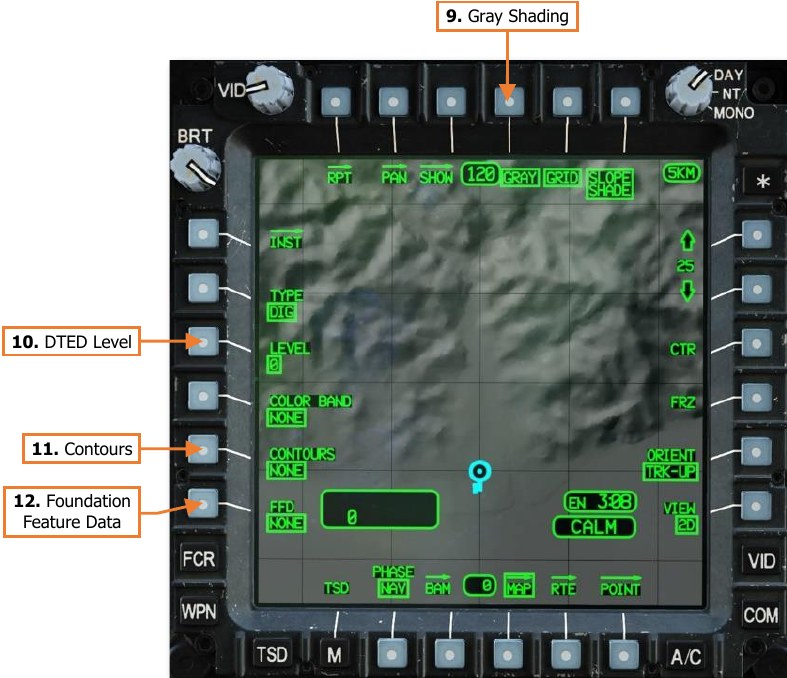 9. Gray Shading
VID
DAY
NT
MONO
BRT
RPT PAN SHOW 120 GRAY GRID SLOPE SHADE 5KM
*
INST
25
TYPE
DIG
10. DTED Level
LEVEL
0
CTR
COLOR BAND
NONE
FRZ
11. Contours
CONTOURS
NONE
ORIENT
TRK-UP
12. Foundation
Feature Data
FFD
NONE
0
EN 3:08
CALM
VIEW
2D
FCR
VID
PHASE
TSD NAV BAM 0 MAP RTE POINT
WPN
COM
TSD M A/C